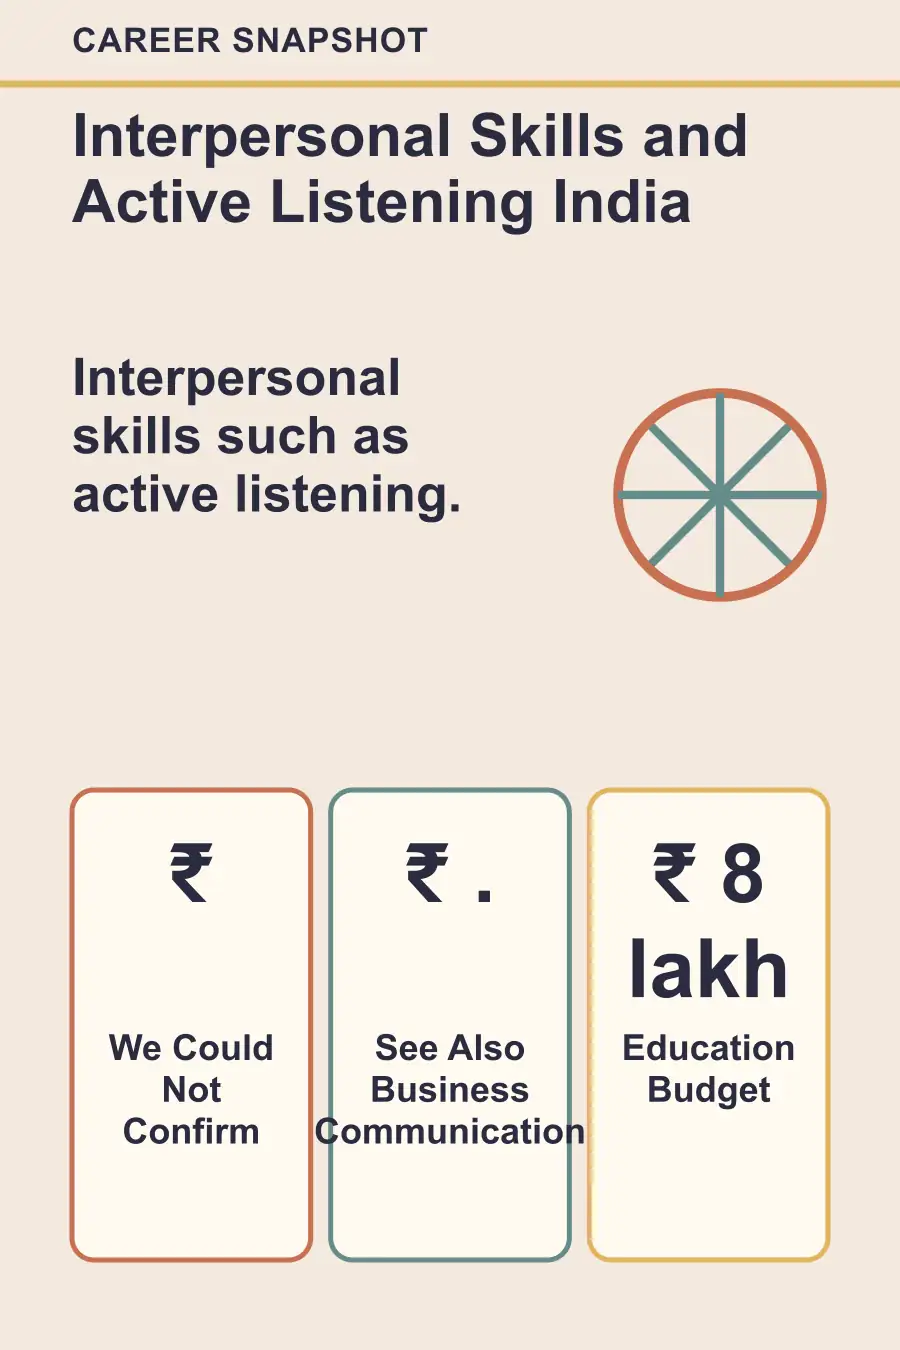 CAREER SNAPSHOT
Interpersonal Skills and
Active Listening India
Interpersonal
skills such as
active listening.
₹
We Could
Not
Confirm
₹ .
See Also
Business
Communication
₹ 8
lakh
Education
Budget